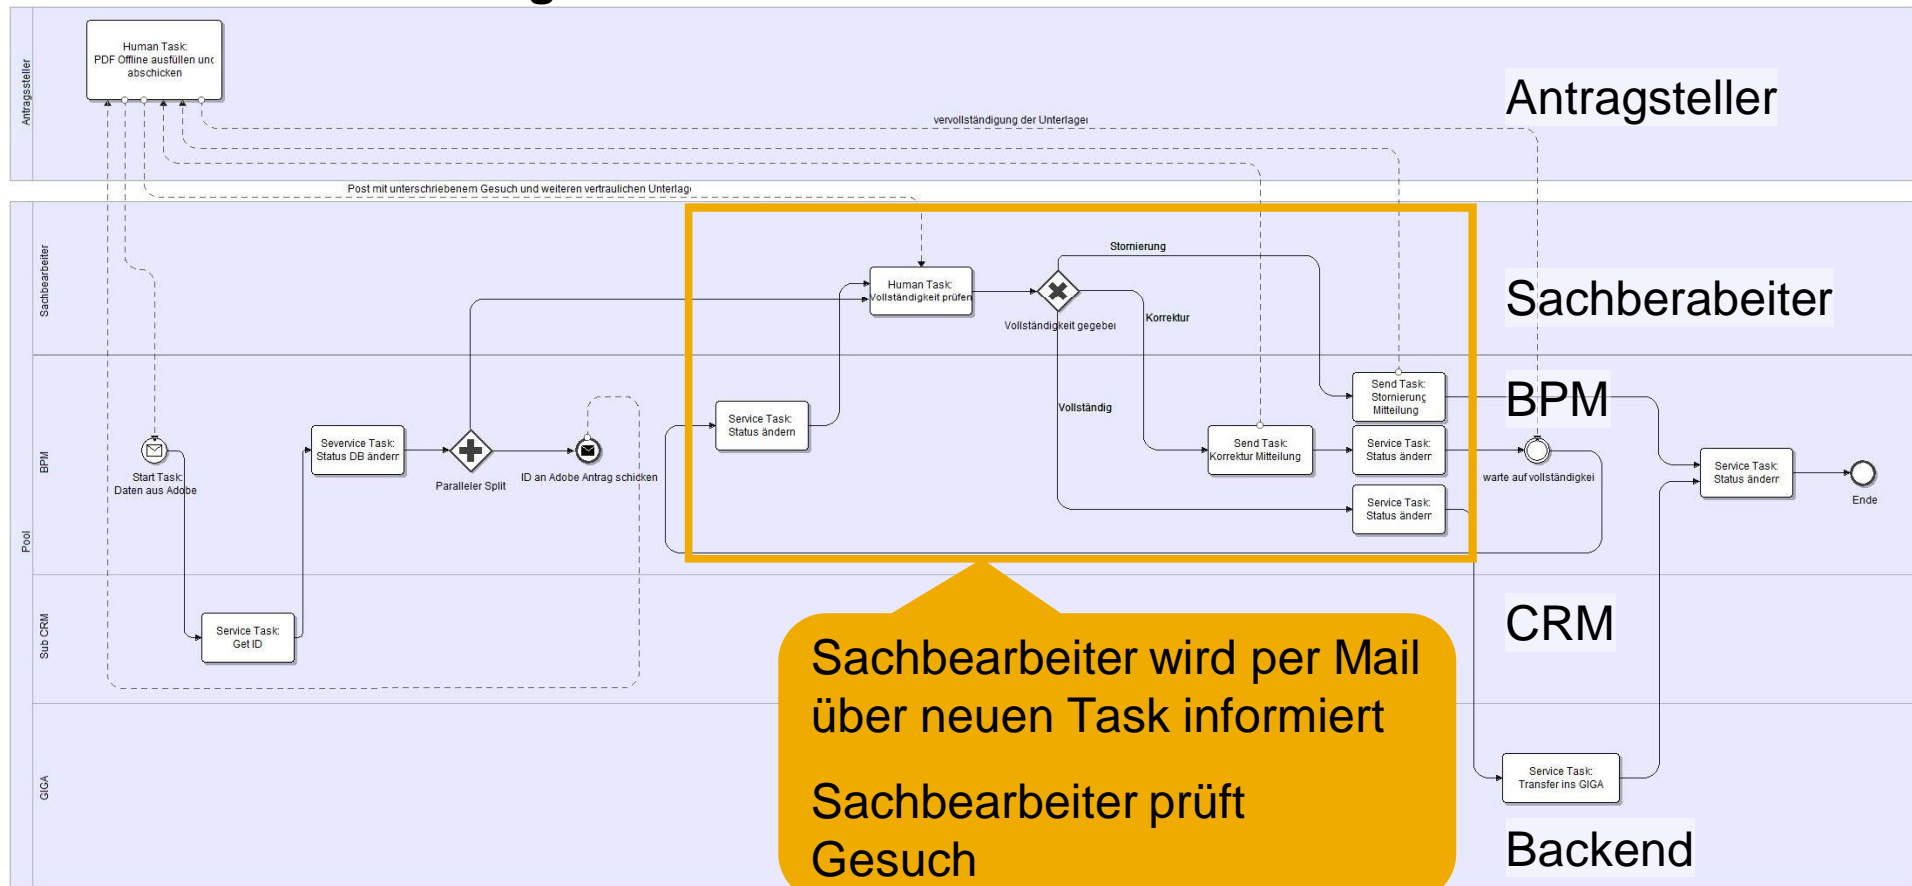 Antragssteller
Human Task:
PDF Offline ausfüllen und
abschicken
Antragsteller
vervollständigung der Unterlagen
Post mit unterschriebenem Gesuch und weiteren vertraulichen Unterlage
Pool
Sachbearbeiter
Stornierung
Human Task:
Vollständigkeit prüfen
Vollständigkeit gegeben
Korrektur
Sachberabeiter
BPM
Start Task:
Daten aus Adobe
Severvice Task:
Status DB ändern
Paralleler Split
ID an Adobe Antrag schicken
Service Task:
Status ändern
Vollständig
Send Task:
Stornierung
Mitteilung
BPM
Send Task:
Korrektur Mitteilung
Service Task:
Status ändern
warte auf vollständigkei
Service Task:
Status ändern
Service Task:
Status ändern
Ende
Sub CRM
Service Task:
Get ID
CRM
Sachbearbeiter wird per Mail
über neuen Task informiert
Sachbearbeiter prüft
Gesuch
GIGA
Service Task:
Transfer ins GIGA
Backend